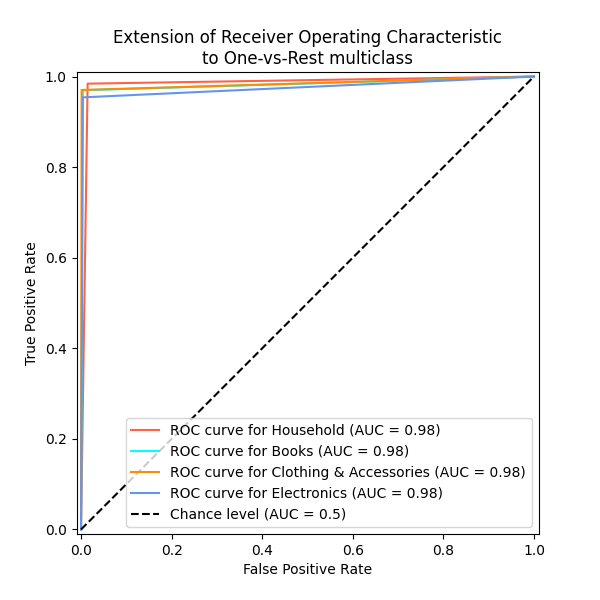 Extension of Receiver Operating Characteristic
to One-vs-Rest multiclass
1.0
0.8
0.6
0.4
0.2
0.0
True Positive Rate
ROC curve for Household (AUC = 0.98)
ROC curve for Books (AUC = 0.98)
ROC curve for Clothing & Accessories (AUC = 0.98)
ROC curve for Electronics (AUC = 0.98)
Chance level (AUC = 0.5)
0.0 0.2 0.4 0.6 0.8 1.0
False Positive Rate